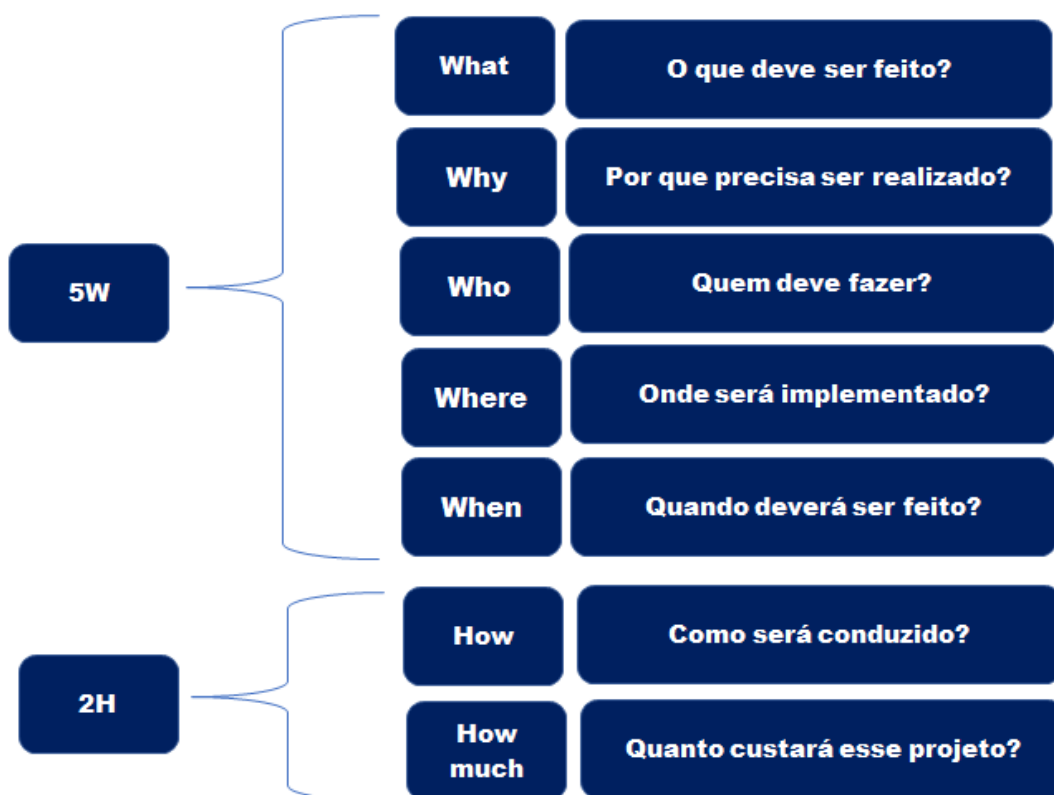 5W
What
O que deve ser feito?
Why
Por que precisa ser realizado?
Who
Quem deve fazer?
Where
Onde será implementado?
When
Quando deverá ser feito?
2H
How
Como será conduzido?
How
much
Quanto custará esse projeto?